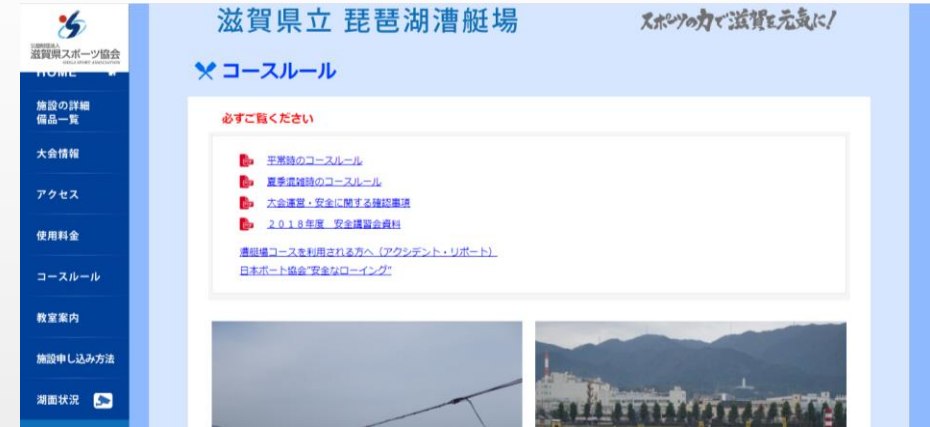 滋賀県立 琵琶湖漕艇場
スポーツの力で滋賀を元気に!
公益財団法人
滋賀県スポーツ協会
SHIGA SPORT ASSOCIATION
HOME
施設の詳細
備品一覧
大会情報
アクセス
使用料金
コースルール
教室案内
施設申し込み方法
湖面状況
コースルール
必ずご覧ください
平常時のコースルール
夏季混雑時のコースルール
大会運営・安全に関する確認事項
2018年度 安全講習会資料
漕艇場コースを利用される方へ(アクシデント・リポート)
日本ボート協会"安全なローイング"